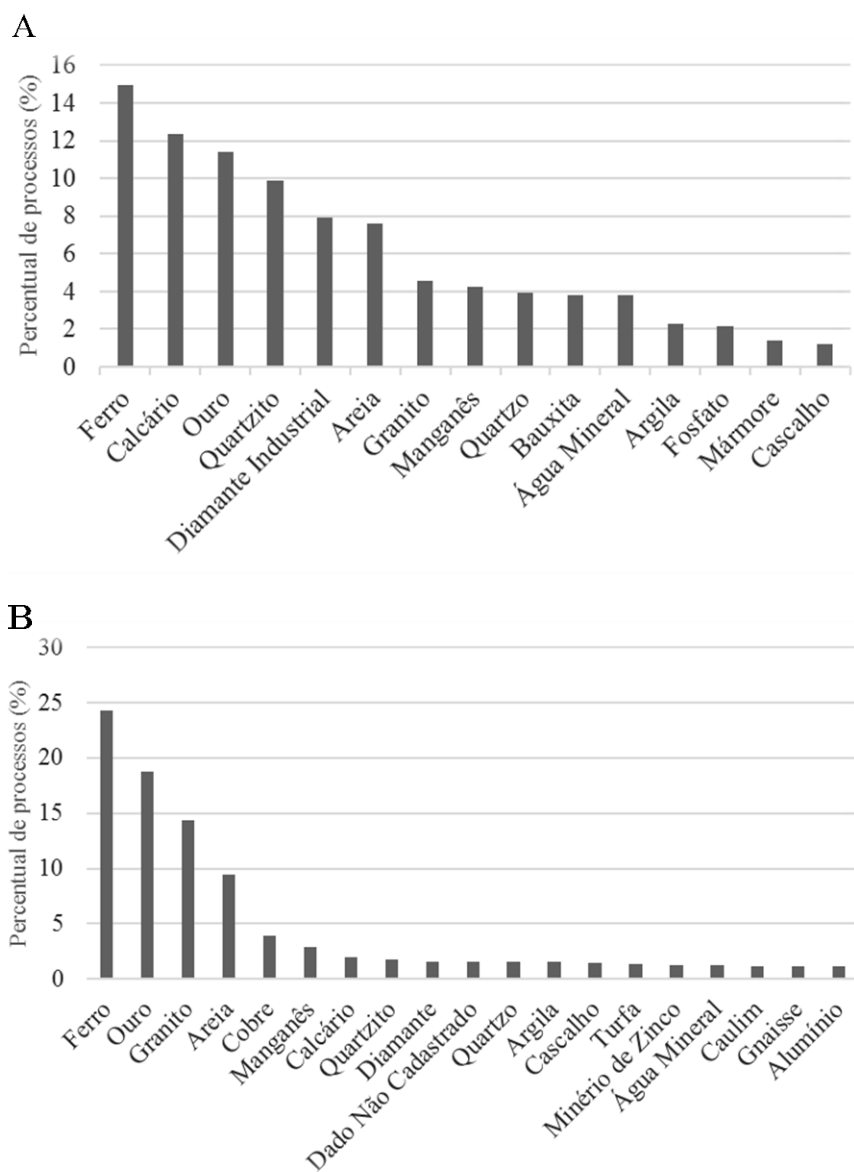 A
Percentual de processos (%)
16
14
12
10
8
6
4
2
0
Ferro
Calcário
Ouro
Quartzito
Diamante Industrial
Areia
Granito
Manganês
Quartzo
Bauxita
Água Mineral
Argila
Fosfato
Mármore
Cascalho
B
Percentual de processos (%)
30
25
20
15
10
5
0
Ferro
Ouro
Granito
Areia
Cobre
Manganês
Calcário
Quartzito
Diamante
Dado Não Cadastrado
Quartzo
Argila
Cascalho
Turfa
Minério de Zinco
Água Mineral
Caulim
Gnaisse
Alumínio